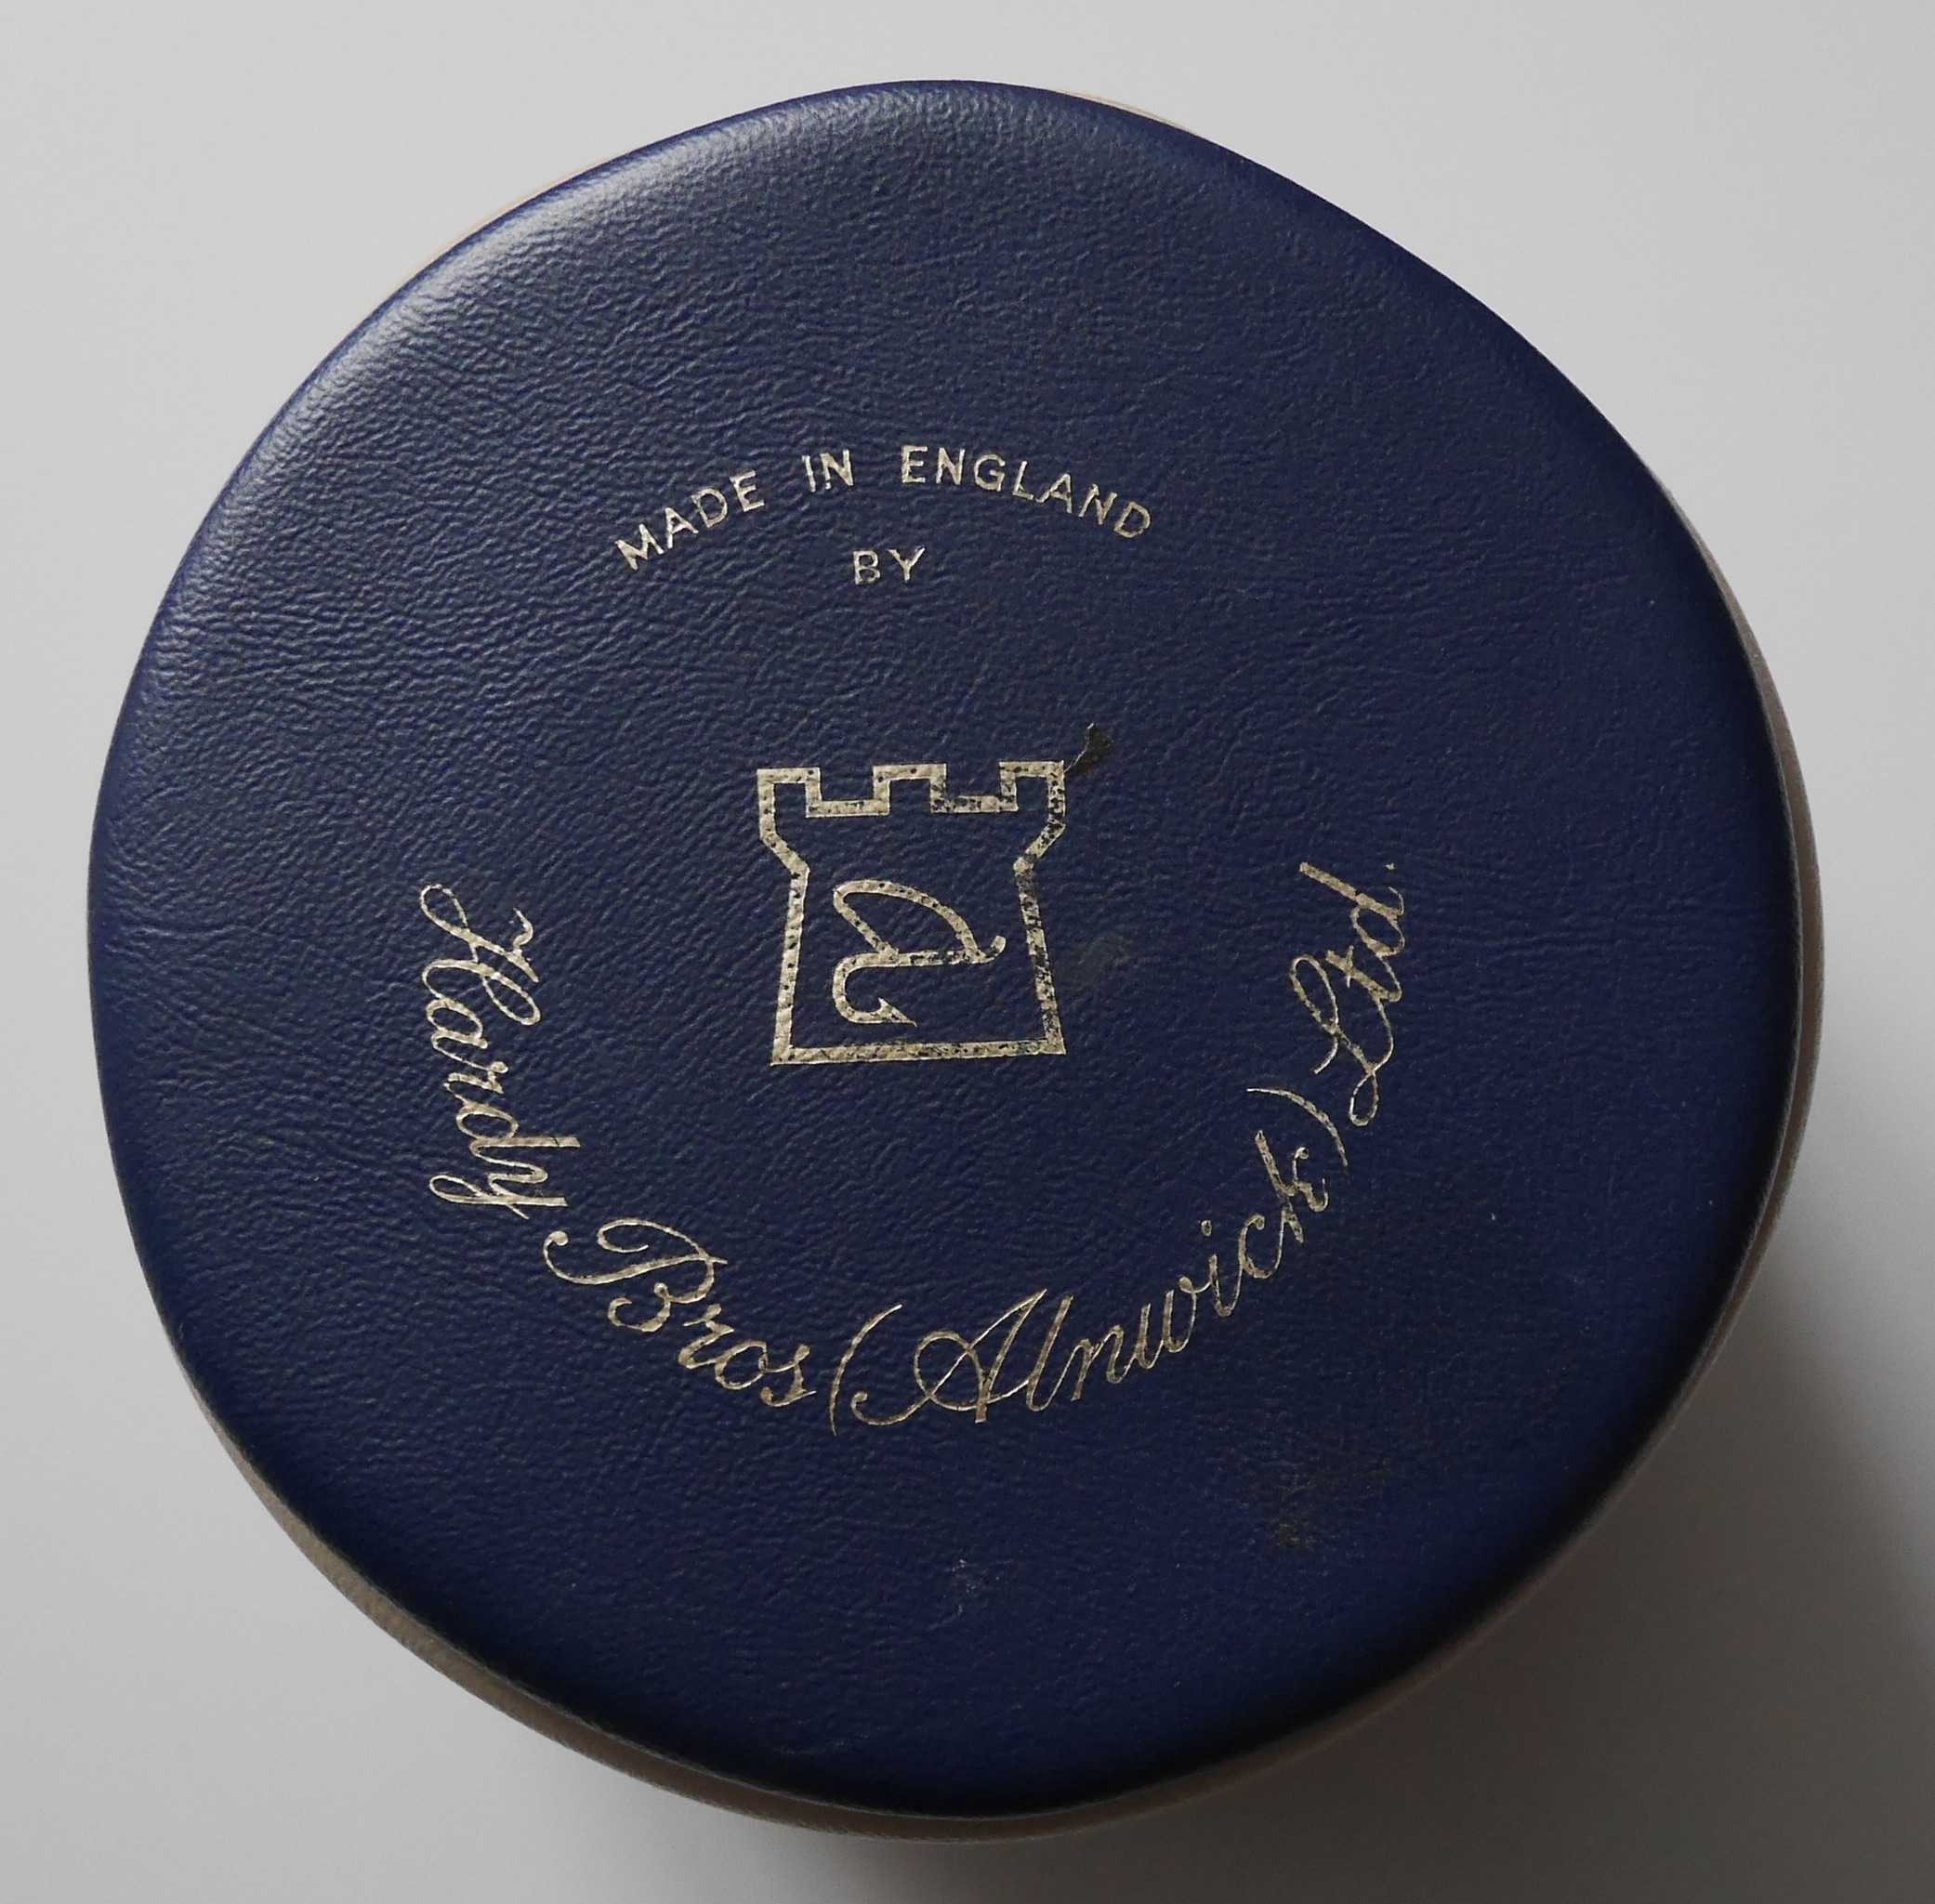 MADE IN ENGLAND
BY
Hardy Bros (Alnwick) Ltd.